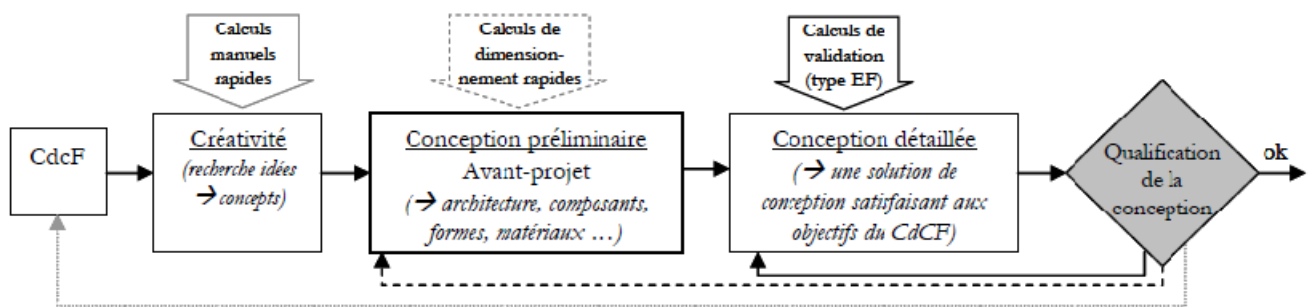 Calculs
manuels
rapides
Calculs de
dimension-
nement rapides
Calculs de
validation
(type EF)
CdcF
Créativité
(recherche idées
→ concepts)
Conception préliminaire
Avant-projet
(→ architecture, composants,
formes, matériaux ...)
Conception détaillée
(→ une solution de
conception satisfaisant aux
objectifs du CdCF)
Qualification
de la
conception
ok